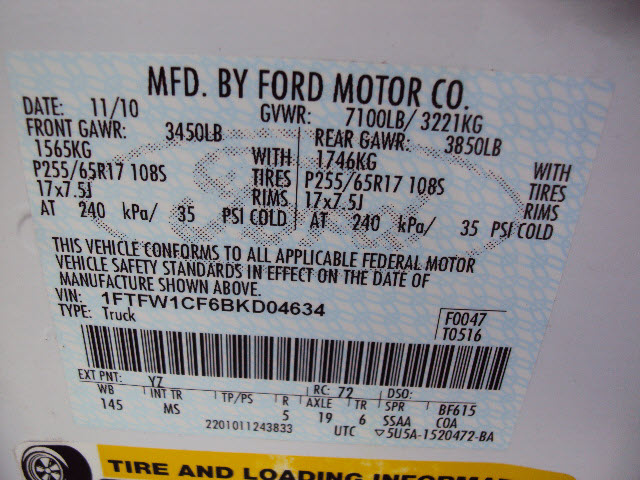 MFD. BY FORD MOTOR CO.
DATE: 11/10 GVWR: 7100LB/ 3221KG
FRONT GAWR: 3450LB REAR GAWR: 3850LB
1565KG WITH 1746KG WITH
P255/65R17 108S TIRES P255/65R17 108S TIRES
17x7.5J RIMS 17x7.5J RIMS
AT 240 kPa/ 35 PSI COLD AT 240 kPa/ 35 PSI COLD
THIS VEHICLE CONFORMS TO ALL APPLICABLE FEDERAL MOTOR
VEHICLE SAFETY STANDARDS IN EFFECT ON THE DATE OF
MANUFACTURE SHOWN ABOVE.
VIN: 1FTFW1CF6BKD04634 F0047
TYPE: Truck T0516
EXT PNT: YZ RC: 72 DSO:
WB INT TR TP/PS R AXLE TR SPR BF615
145 MS 5 19 6 SSAA COA
2201011243833 UTC ▽5U5A-1520472-BA
TIRE AND LOADING INFORMATION